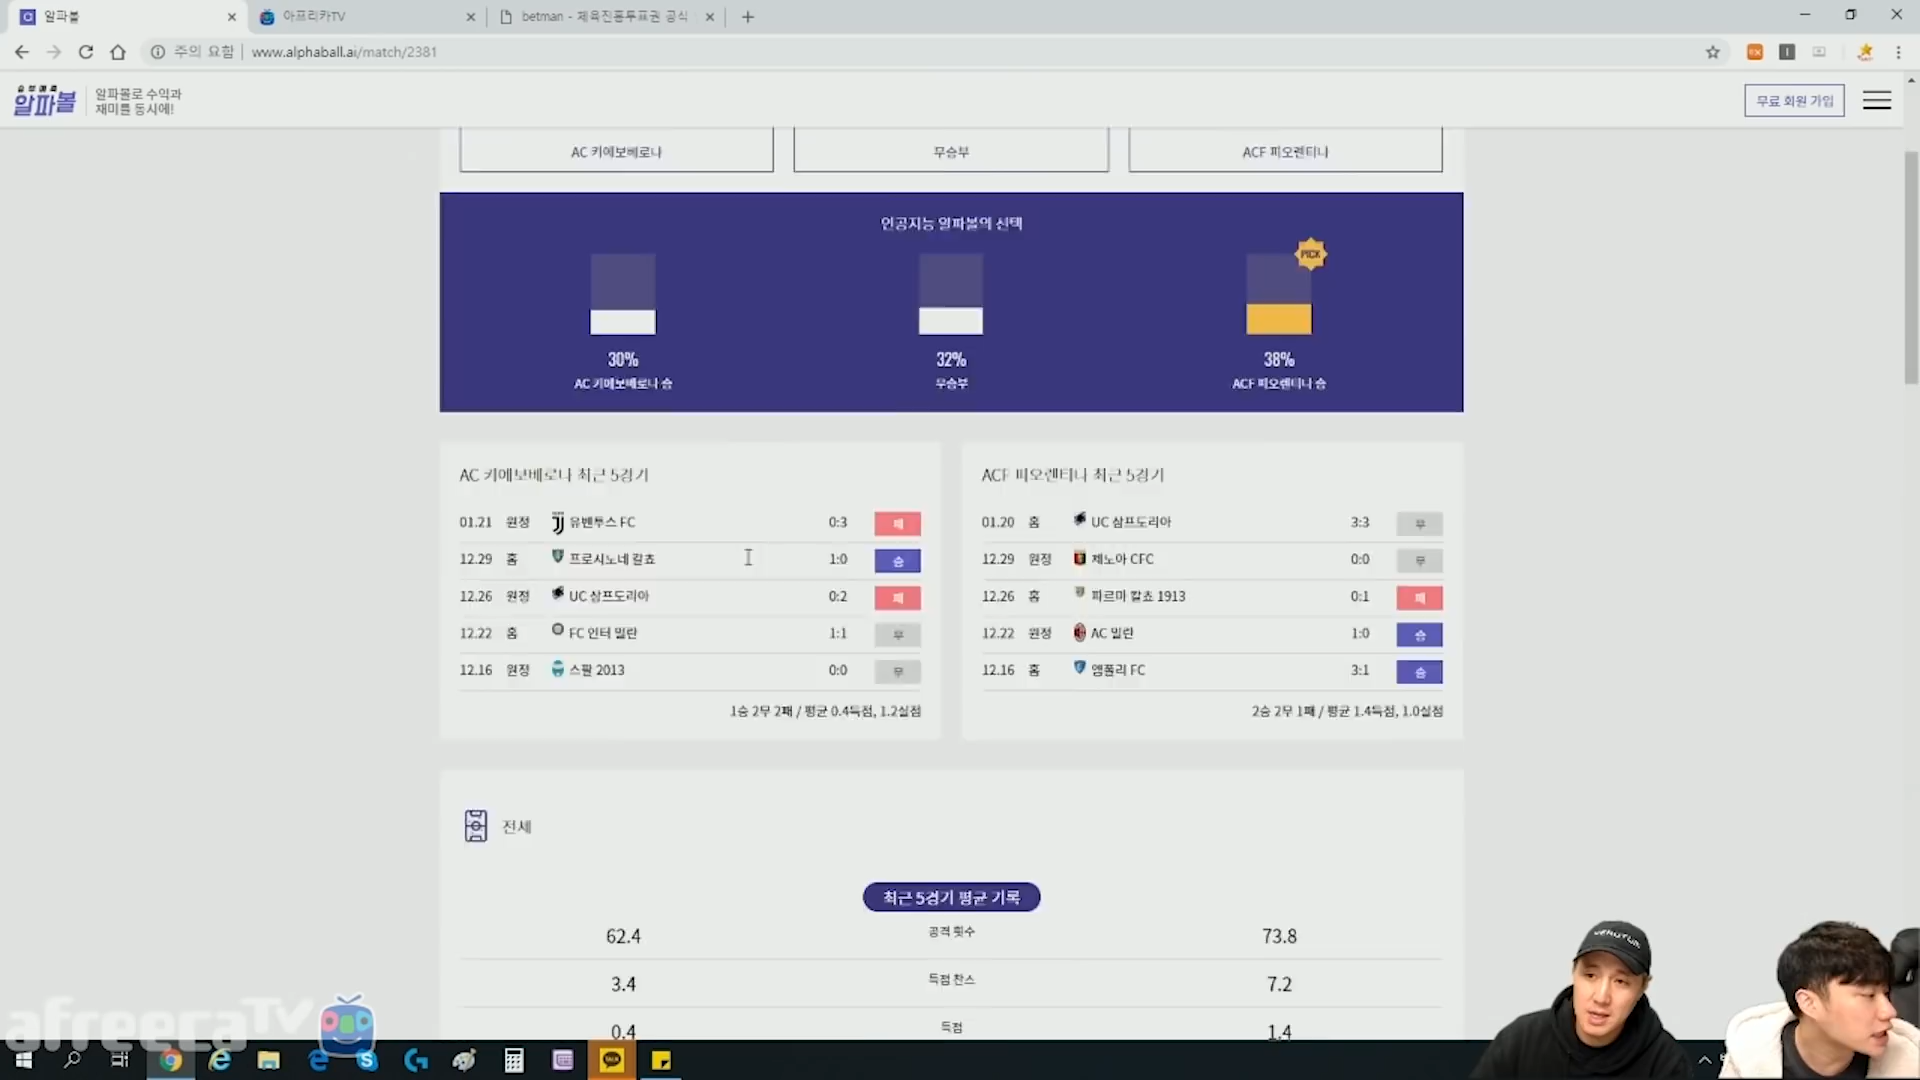 알파볼
아프리카TV
betman - 체육진흥투표권 공식
주의 요함
www.alphaball.ai/match/2381
승부예측
알파볼
알파볼로 수익과
재미를 동시에!
무료 회원 가입
AC 키에보베로나
무승부
ACF 피오렌티나
인공지능 알파볼의 선택
PICK
30%
32%
38%
AC 키에보베로나 승
무승부
ACF 피오렌티나 승
AC 키에보베로나 최근 5경기
01.21 원정 유벤투스 FC 0:3 패
12.29 홈 프로시노네 칼쵸 1:0 승
12.26 원정 UC 삼프도리아 0:2 패
12.22 홈 FC 인터 밀란 1:1 무
12.16 원정 스팔 2013 0:0 무
1승 2무 2패 / 평균 0.4득점, 1.2실점
ACF 피오렌티나 최근 5경기
01.20 홈 UC 삼프도리아 3:3 무
12.29 원정 제노아 CFC 0:0 무
12.26 홈 파르마 칼쵸 1913 0:1 패
12.22 원정 AC 밀란 1:0 승
12.16 홈 엠폴리 FC 3:1 승
2승 2무 1패 / 평균 1.4득점, 1.0실점
전세
최근 5경기 평균 기록
62.4 공격 횟수 73.8
3.4 득점 찬스 7.2
0.4 득점 1.4
afreecaTV
TALK